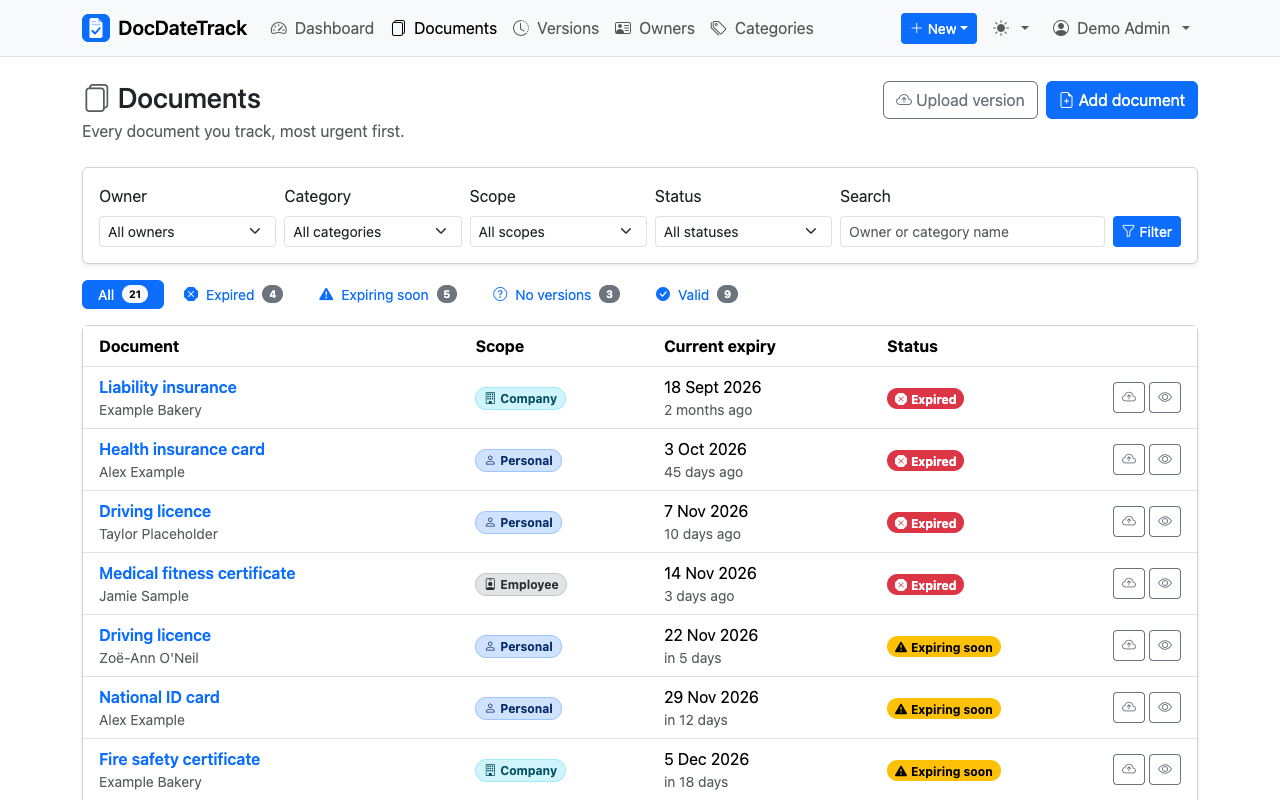 DocDateTrack Dashboard Documents Versions Owners Categories New Demo Admin
Documents
Upload version Add document
Every document you track, most urgent first.
Owner Category Scope Status Search
All owners All categories All scopes All statuses Owner or category name Filter
All 21 Expired 4 Expiring soon 5 No versions 3 Valid 9
Document Scope Current expiry Status
Liability insurance
Example Bakery
Company
18 Sept 2026
2 months ago
Expired
Health insurance card
Alex Example
Personal
3 Oct 2026
45 days ago
Expired
Driving licence
Taylor Placeholder
Personal
7 Nov 2026
10 days ago
Expired
Medical fitness certificate
Jamie Sample
Employee
14 Nov 2026
3 days ago
Expired
Driving licence
Zoë-Ann O'Neil
Personal
22 Nov 2026
in 5 days
Expiring soon
National ID card
Alex Example
Personal
29 Nov 2026
in 12 days
Expiring soon
Fire safety certificate
Example Bakery
Company
5 Dec 2026
in 18 days
Expiring soon